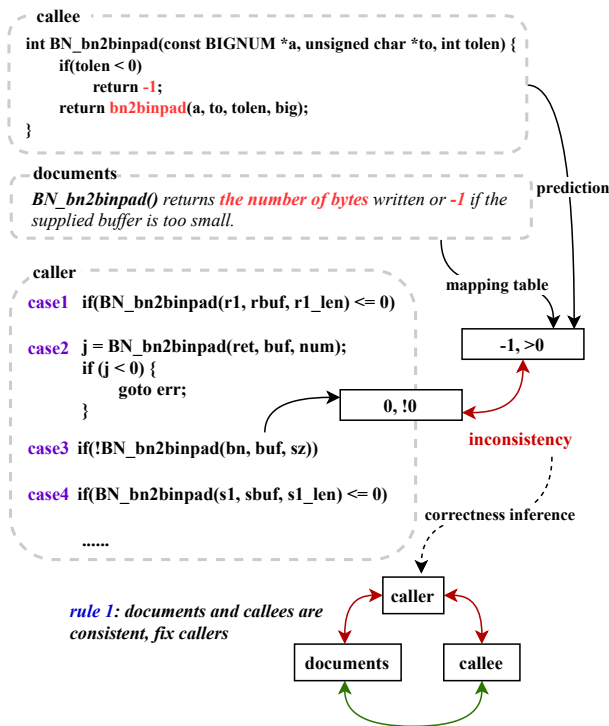 callee
int BN_bn2binpad(const BIGNUM *a, unsigned char *to, int tolen) {
if(tolen < 0)
return -1;
return bn2binpad(a, to, tolen, big);
}
documents
BN_bn2binpad() returns the number of bytes written or -1 if the
supplied buffer is too small.
prediction
mapping table
caller
case1 if(BN_bn2binpad(r1, rbuf, r1_len) <= 0)
case2 j = BN_bn2binpad(ret, buf, num);
if (j < 0) {
goto err;
}
case3 if(!BN_bn2binpad(bn, buf, sz))
case4 if(BN_bn2binpad(s1, sbuf, s1_len) <= 0)
......
-1, >0
0, !0
inconsistency
correctness inference
rule 1: documents and callees are
consistent, fix callers
caller
documents
callee